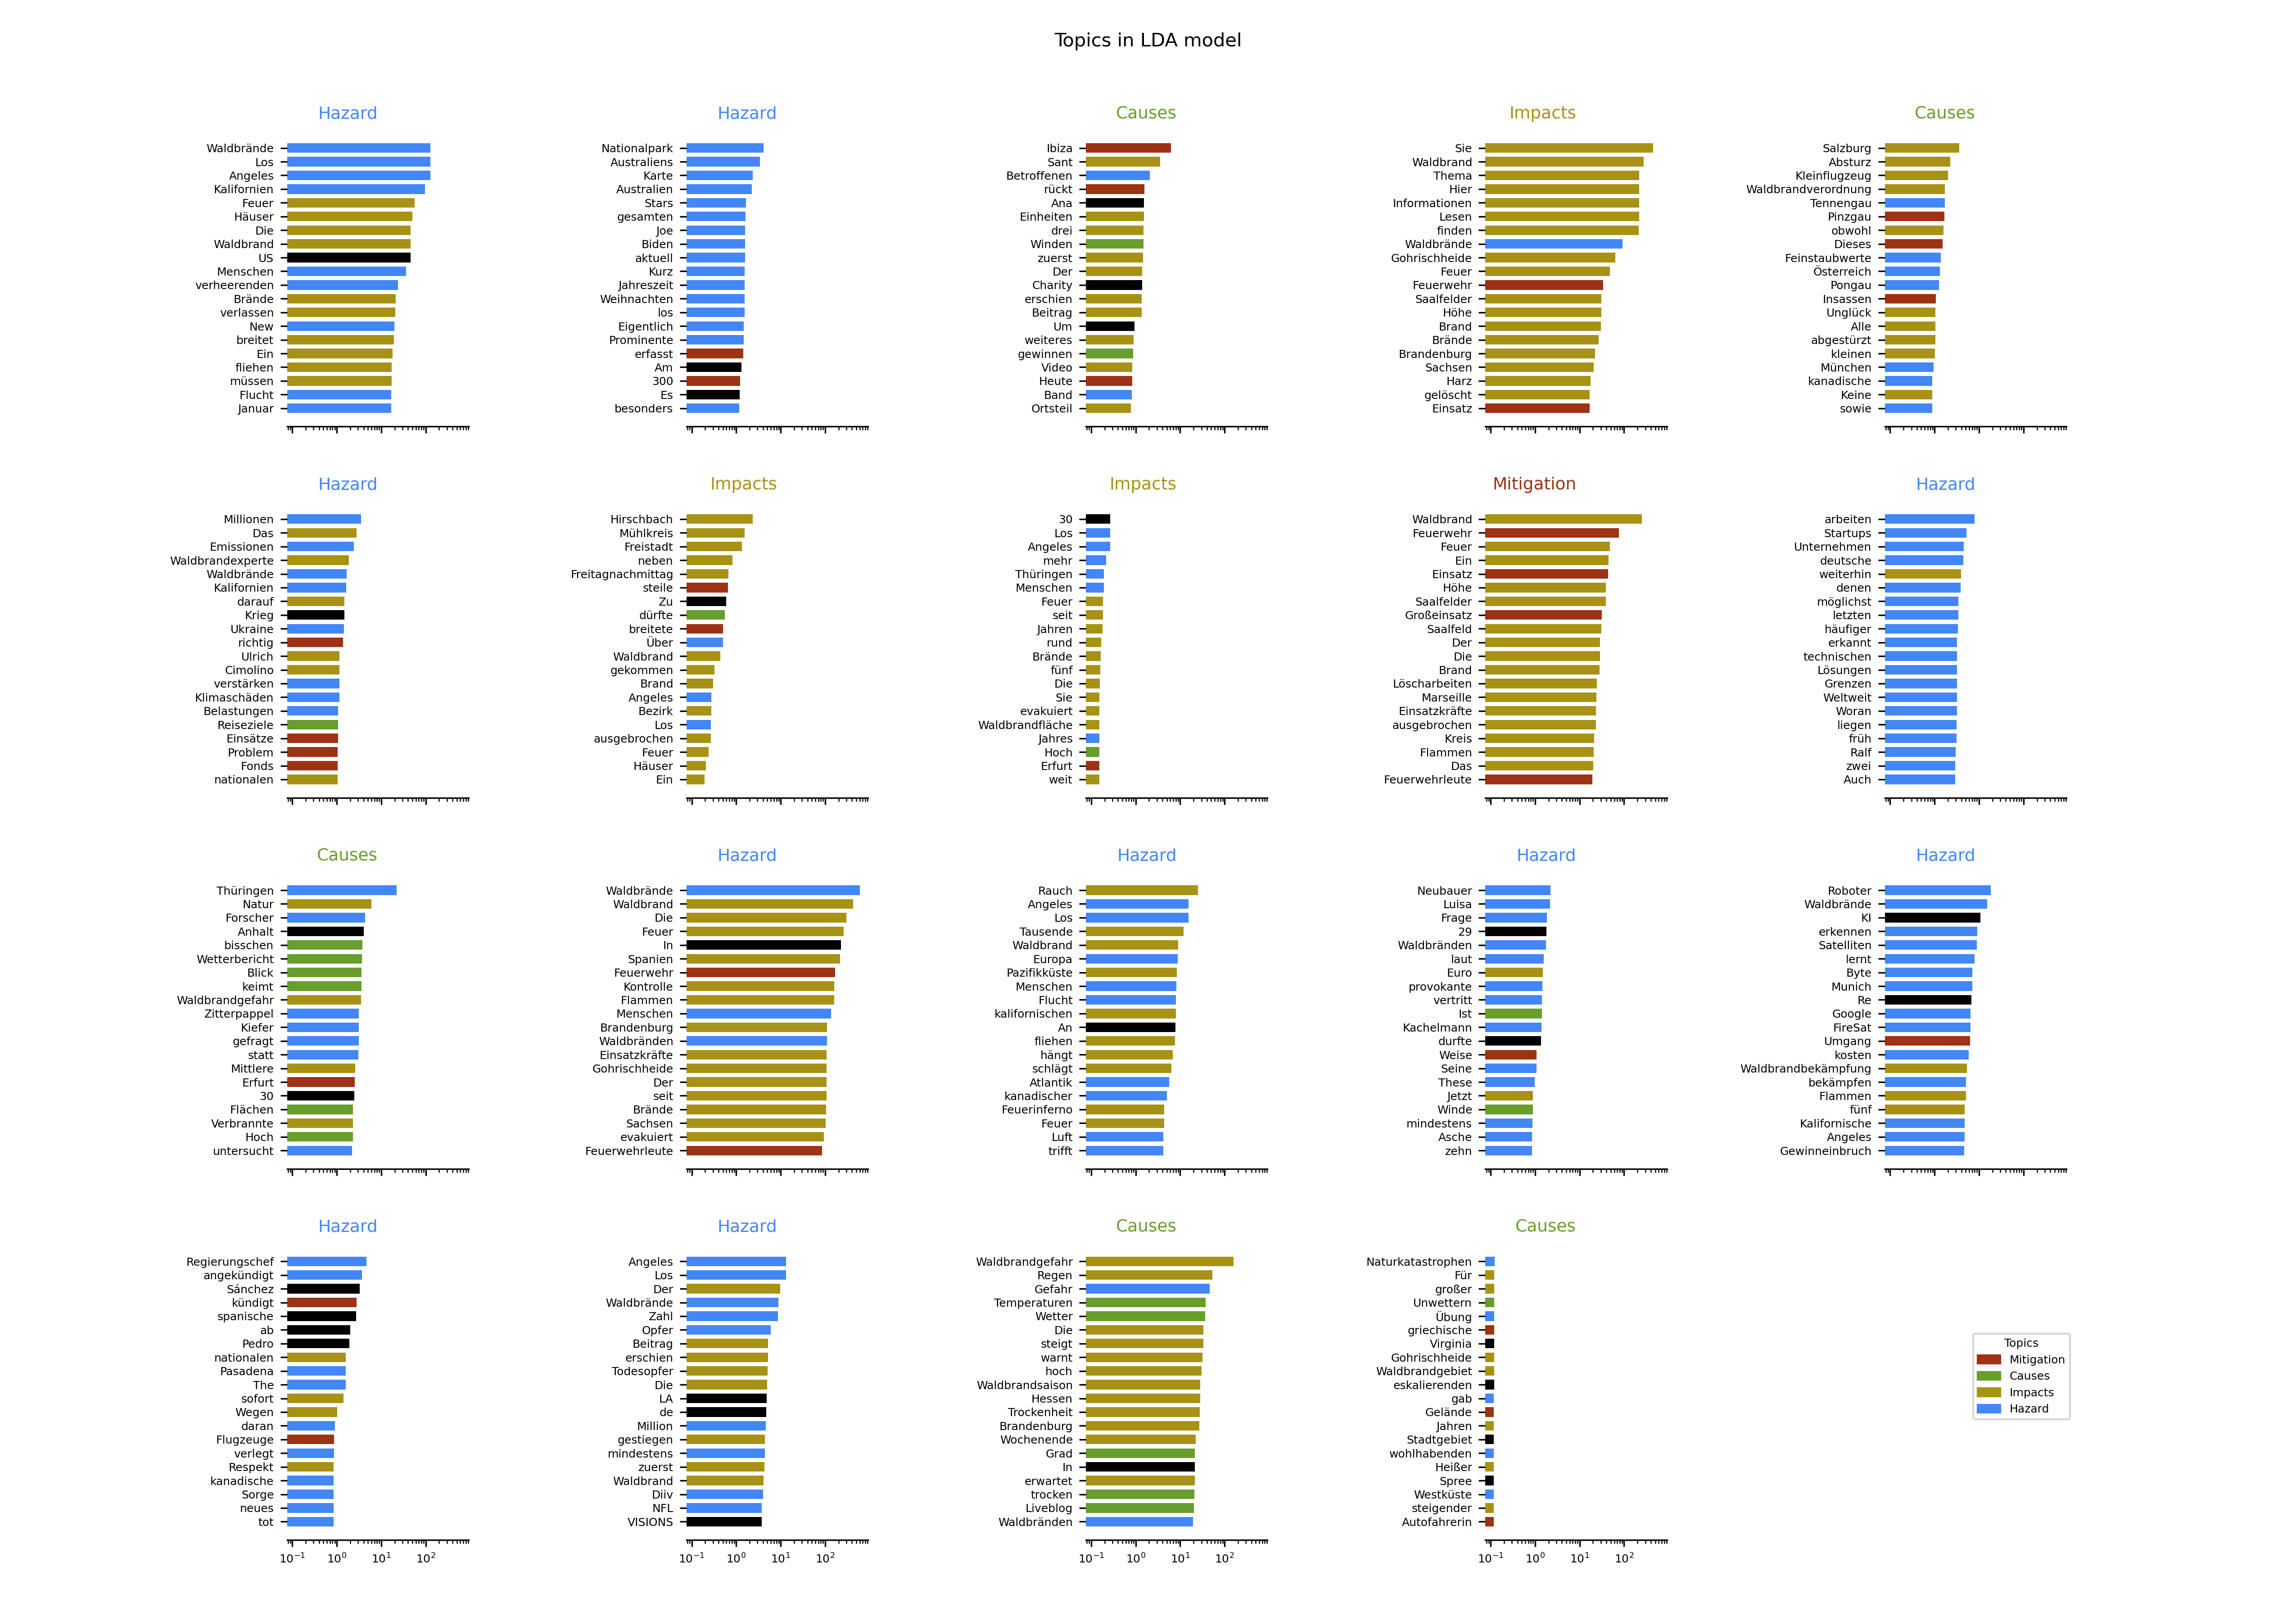 Topics in LDA model
Hazard
Waldbrände
Los
Angeles
Kalifornien
Feuer
Häuser
Die
Waldbrand
US
Menschen
verheerenden
Brände
verlassen
New
breitet
Ein
fliehen
müssen
Flucht
Januar
Hazard
Nationalpark
Australiens
Karte
Australien
Stars
gesamten
Joe
Biden
aktuell
Kurz
Jahreszeit
Weihnachten
los
Eigentlich
Prominente
erfasst
Am
300
Es
besonders
Causes
Ibiza
Sant
Betroffenen
rückt
Ana
Einheiten
drei
Winden
zuerst
Der
Charity
erschien
Beitrag
Um
weiteres
gewinnen
Video
Heute
Band
Ortsteil
Impacts
Sie
Waldbrand
Thema
Hier
Informationen
Lesen
finden
Waldbrände
Gohrischheide
Feuer
Feuerwehr
Saalfelder
Höhe
Brand
Brände
Brandenburg
Sachsen
Harz
gelöscht
Einsatz
Causes
Salzburg
Absturz
Kleinflugzeug
Waldbrandverordnung
Tennengau
Pinzgau
obwohl
Dieses
Feinstaubwerte
Österreich
Pongau
Insassen
Unglück
Alle
abgestürzt
kleinen
München
kanadische
Keine
sowie
Hazard
Millionen
Das
Emissionen
Waldbrandexperte
Waldbrände
Kalifornien
darauf
Krieg
Ukraine
richtig
Ulrich
Cimolino
verstärken
Klimaschäden
Belastungen
Reiseziele
Einsätze
Problem
Fonds
nationalen
Impacts
Hirschbach
Mühlkreis
Freistadt
neben
Freitagnachmittag
steile
Zu
dürfte
breitete
Über
Waldbrand
gekommen
Brand
Angeles
Bezirk
Los
ausgebrochen
Feuer
Häuser
Ein
Impacts
30
Los
Angeles
mehr
Thüringen
Menschen
Feuer
seit
Jahren
rund
Brände
fünf
Die
Sie
evakuiert
Waldbrandfläche
Jahres
Hoch
Erfurt
weit
Mitigation
Waldbrand
Feuerwehr
Feuer
Ein
Einsatz
Höhe
Saalfelder
Großeinsatz
Saalfeld
Der
Die
Brand
Löscharbeiten
Marseille
Einsatzkräfte
ausgebrochen
Kreis
Flammen
Das
Feuerwehrleute
Hazard
arbeiten
Startups
Unternehmen
deutsche
weiterhin
denen
möglichst
letzten
häufiger
erkannt
technischen
Lösungen
Grenzen
Weltweit
Woran
liegen
früh
Ralf
zwei
Auch
Causes
Thüringen
Natur
Forscher
Anhalt
bisschen
Wetterbericht
Blick
keimt
Waldbrandgefahr
Zitterpappel
Kiefer
gefragt
statt
Mittlere
Erfurt
30
Flächen
Verbrannte
Hoch
untersucht
Hazard
Waldbrände
Waldbrand
Die
Feuer
In
Spanien
Feuerwehr
Kontrolle
Flammen
Menschen
Brandenburg
Waldbränden
Einsatzkräfte
Gohrischheide
Der
seit
Brände
Sachsen
evakuiert
Feuerwehrleute
Hazard
Rauch
Angeles
Los
Tausende
Waldbrand
Europa
Pazifikküste
Menschen
Flucht
kalifornischen
An
fliehen
hängt
schlägt
Atlantik
kanadischer
Feuerinferno
Feuer
Luft
trifft
Hazard
Neubauer
Luisa
Frage
29
Waldbränden
laut
Euro
provokante
vertritt
Ist
Kachelmann
durfte
Weise
Seine
These
Jetzt
Winde
mindestens
Asche
zehn
Hazard
Roboter
Waldbrände
KI
erkennen
Satelliten
lernt
Byte
Munich
Re
Google
FireSat
Umgang
kosten
Waldbrandbekämpfung
bekämpfen
Flammen
fünf
Kalifornische
Angeles
Gewinneinbruch
Hazard
Regierungschef
angekündigt
Sánchez
kündigt
spanische
ab
Pedro
nationalen
Pasadena
The
sofort
Wegen
daran
Flugzeuge
verlegt
Respekt
kanadische
Sorge
neues
tot
10⁻¹ 10⁰ 10¹ 10²
Hazard
Angeles
Los
Der
Waldbrände
Zahl
Opfer
Beitrag
erschien
Todesopfer
Die
LA
de
Million
gestiegen
mindestens
zuerst
Waldbrand
Diiv
NFL
VISIONS
10⁻¹ 10⁰ 10¹ 10²
Causes
Waldbrandgefahr
Regen
Gefahr
Temperaturen
Wetter
Die
steigt
warnt
hoch
Waldbrandsaison
Hessen
Trockenheit
Brandenburg
Wochenende
Grad
In
erwartet
trocken
Liveblog
Waldbränden
10⁻¹ 10⁰ 10¹ 10²
Causes
Naturkatastrophen
Für
großer
Unwettern
Übung
griechische
Virginia
Gohrischheide
Waldbrandgebiet
eskalierenden
gab
Gelände
Jahren
Stadtgebiet
wohlhabenden
Heißer
Spree
Westküste
steigender
Autofahrerin
10⁻¹ 10⁰ 10¹ 10²
Topics
Mitigation
Causes
Impacts
Hazard